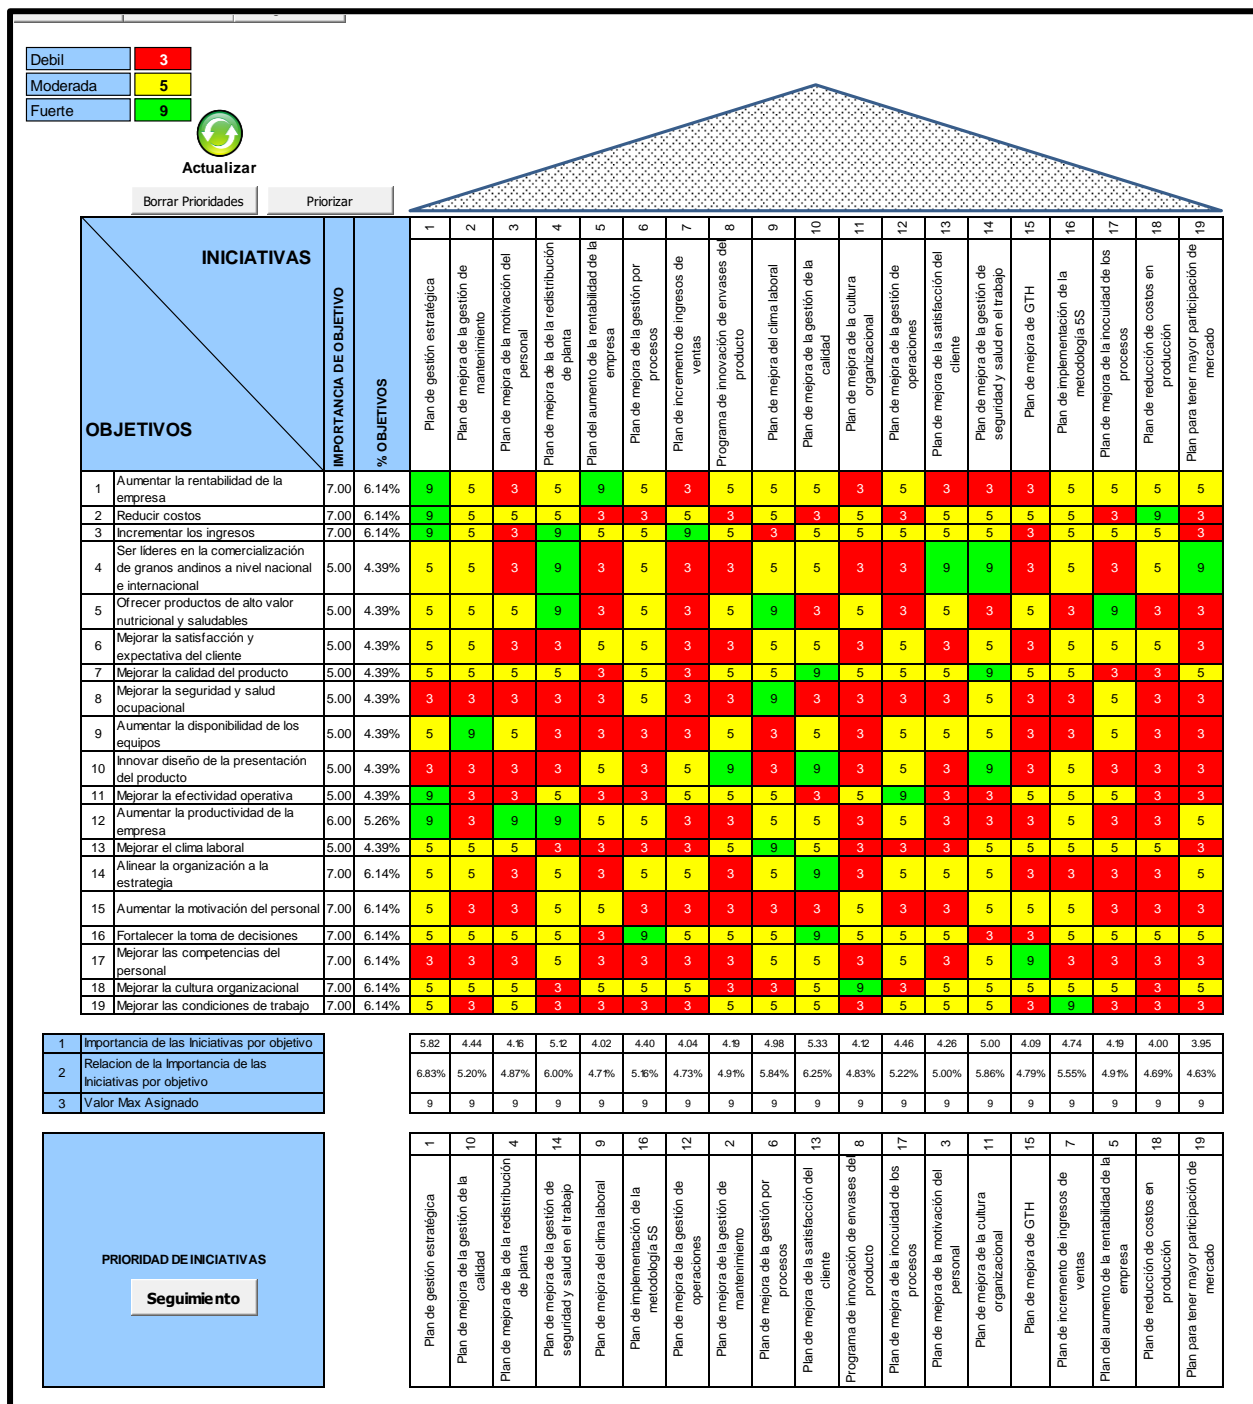 Debil 3
Moderada 5
Fuerte 9
Actualizar
Borrar Prioridades Priorizar
INICIATIVAS
OBJETIVOS
IMPORTANCIA DE OBJETIVO
% OBJETIVOS
1 2 3 4 5 6 7 8 9 10 11 12 13 14 15 16 17 18 19
Plan de gestión estratégica
Plan de mejora de la gestión de
mantenimiento
Plan de mejora de la motivación del
personal
Plan de mejora de la de la redistribución
de planta
Plan del aumento de la rentabilidad de la
empresa
Plan de mejora de la gestión por
procesos
Plan de incremento de ingresos de
ventas
Programa de innovación de envases del
producto
Plan de mejora del clima laboral
Plan de mejora de la gestión de la
calidad
Plan de mejora de la cultura
organizacional
Plan de mejora de la gestión de
operaciones
Plan de mejora de la satisfacción del
cliente
Plan de mejora de la gestión de
seguridad y salud en el trabajo
Plan de mejora de GTH
Plan de implementación de la
metodología 5S
Plan de mejora de la inocuidad de los
procesos
Plan de reducción de costos en
producción
Plan para tener mayor participación de
mercado
1 Aumentar la rentabilidad de la
empresa 7.00 6.14% 9 5 3 5 9 5 3 5 5 5 3 5 3 3 3 5 5 5 5
2 Reducir costos 7.00 6.14% 9 5 5 5 3 3 5 3 5 3 5 3 5 5 5 5 3 9 3
3 Incrementar los ingresos 7.00 6.14% 9 5 3 9 5 5 9 5 3 5 5 5 5 5 3 5 5 5 3
4 Ser líderes en la comercialización
de granos andinos a nivel nacional
e internacional 5.00 4.39% 5 5 3 9 3 5 3 3 5 5 3 3 9 9 3 5 3 5 9
5 Ofrecer productos de alto valor
nutricional y saludables 5.00 4.39% 5 5 5 9 3 5 3 5 9 3 5 3 5 3 5 3 9 3 3
6 Mejorar la satisfacción y
expectativa del cliente 5.00 4.39% 5 5 3 3 5 5 3 3 5 5 3 3 5 3 5 5 5 5 3
7 Mejorar la calidad del producto 5.00 4.39% 5 5 5 5 3 5 3 5 5 9 5 5 5 9 5 5 3 3 5
8 Mejorar la seguridad y salud
ocupacional 5.00 4.39% 3 3 3 3 3 5 3 3 9 3 3 3 3 5 3 3 5 3 3
9 Aumentar la disponibilidad de los
equipos 5.00 4.39% 5 9 5 3 3 3 3 5 3 5 3 5 5 5 3 3 5 3 3
10 Innovar diseño de la presentación
del producto 5.00 4.39% 3 3 3 3 5 3 5 9 3 9 3 5 3 9 3 5 3 3 3
11 Mejorar la efectividad operativa 5.00 4.39% 9 3 3 5 3 3 5 5 5 3 5 9 3 3 5 5 5 3 3
12 Aumentar la productividad de la
empresa 6.00 5.26% 9 3 9 9 5 5 3 3 5 5 3 5 3 3 3 5 3 3 5
13 Mejorar el clima laboral 5.00 4.39% 5 5 5 3 3 3 3 5 9 5 3 3 3 5 5 5 5 5 3
14 Alinear la organización a la
estrategia 7.00 6.14% 5 5 3 5 3 5 5 3 5 9 3 5 5 5 3 3 3 3 5
15 Aumentar la motivación del personal 7.00 6.14% 5 3 3 5 5 3 3 3 3 3 5 3 3 5 5 5 3 3 3
16 Fortalecer la toma de decisiones 7.00 6.14% 5 5 5 5 3 9 5 5 5 9 5 5 5 3 3 5 5 5 5
17 Mejorar las competencias del
personal 7.00 6.14% 3 3 3 5 3 3 3 3 5 5 3 5 3 5 9 3 3 3 3
18 Mejorar la cultura organizacional 7.00 6.14% 5 5 5 3 5 5 5 3 3 5 9 3 5 5 5 5 5 3 5
19 Mejorar las condiciones de trabajo 7.00 6.14% 5 3 5 3 3 3 3 5 5 5 3 5 5 5 3 9 3 3 3
1 Importancia de las Iniciativas por objetivo 5.82 4.44 4.16 5.12 4.02 4.40 4.04 4.19 4.98 5.33 4.12 4.46 4.26 5.00 4.09 4.74 4.19 4.00 3.95
2 Relacion de la Importancia de las
Iniciativas por objetivo 6.83% 5.20% 4.87% 6.00% 4.71% 5.16% 4.73% 4.91% 5.84% 6.25% 4.83% 5.22% 5.00% 5.86% 4.79% 5.55% 4.91% 4.69% 4.63%
3 Valor Max Asignado 9 9 9 9 9 9 9 9 9 9 9 9 9 9 9 9 9 9 9
PRIORIDAD DE INICIATIVAS
Seguimiento
1 10 4 14 9 16 12 2 6 13 8 17 3 11 15 7 5 18 19
Plan de gestión estratégica
Plan de mejora de la gestión de la
calidad
Plan de mejora de la de la redistribución
de planta
Plan de mejora de la gestión de
seguridad y salud en el trabajo
Plan de mejora del clima laboral
Plan de implementación de la
metodología 5S
Plan de mejora de la gestión de
operaciones
Plan de mejora de la gestión de
mantenimiento
Plan de mejora de la gestión por
procesos
Plan de mejora de la satisfacción del
cliente
Programa de innovación de envases del
producto
Plan de mejora de la inocuidad de los
procesos
Plan de mejora de la motivación del
personal
Plan de mejora de la cultura
organizacional
Plan de mejora de GTH
Plan de incremento de ingresos de
ventas
Plan del aumento de la rentabilidad de la
empresa
Plan de reducción de costos en
producción
Plan para tener mayor participación de
mercado